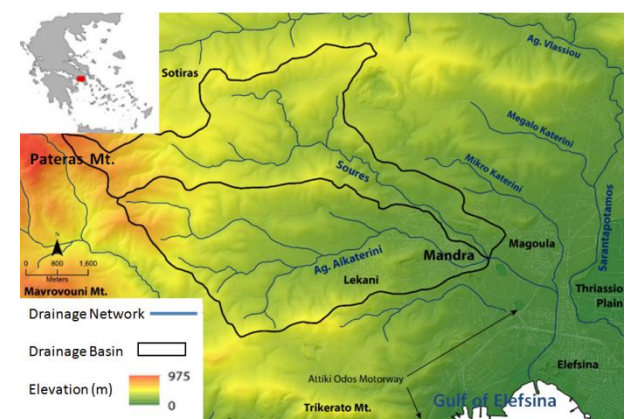 Sotiras
Ag. Vlassiou
Megalo Katerini
Pateras Mt.
Soures
Mikro Katerini
Sarantapotamos
N
0 800 1,600
Meters
Mandra
Magoula
Ag. Aikaterini
Lekani
Mavrovouni Mt.
Thriassio
Plain
Drainage Network
Drainage Basin
Elefsina
Attiki Odos Motorway
Elevation (m)
975
0
Trikerato Mt.
Gulf of Elefsina